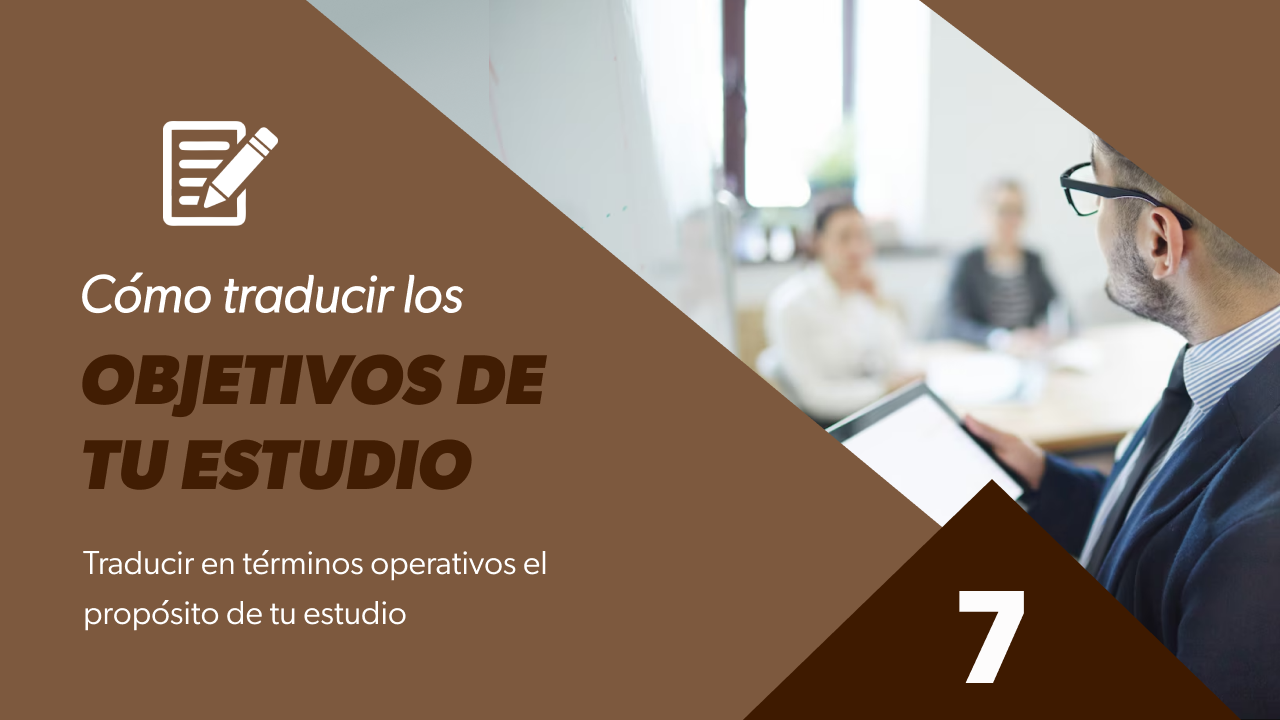 Cómo traducir los
OBJETIVOS DE
TU ESTUDIO
Traducir en términos operativos el
propósito de tu estudio
7